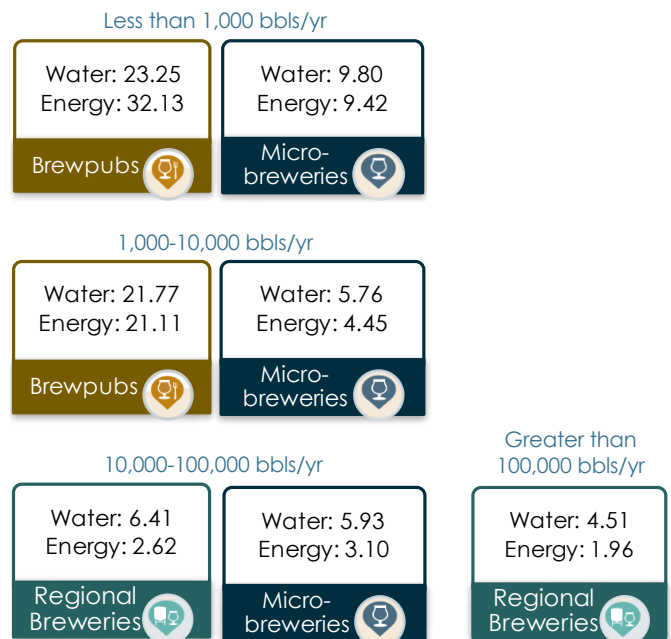 Less than 1,000 bbls/yr
Water: 23.25
Energy: 32.13
Brewpubs
Water: 9.80
Energy: 9.42
Micro-
breweries
1,000-10,000 bbls/yr
Water: 21.77
Energy: 21.11
Brewpubs
Water: 5.76
Energy: 4.45
Micro-
breweries
10,000-100,000 bbls/yr
Water: 6.41
Energy: 2.62
Regional
Breweries
Water: 5.93
Energy: 3.10
Micro-
breweries
Greater than
100,000 bbls/yr
Water: 4.51
Energy: 1.96
Regional
Breweries